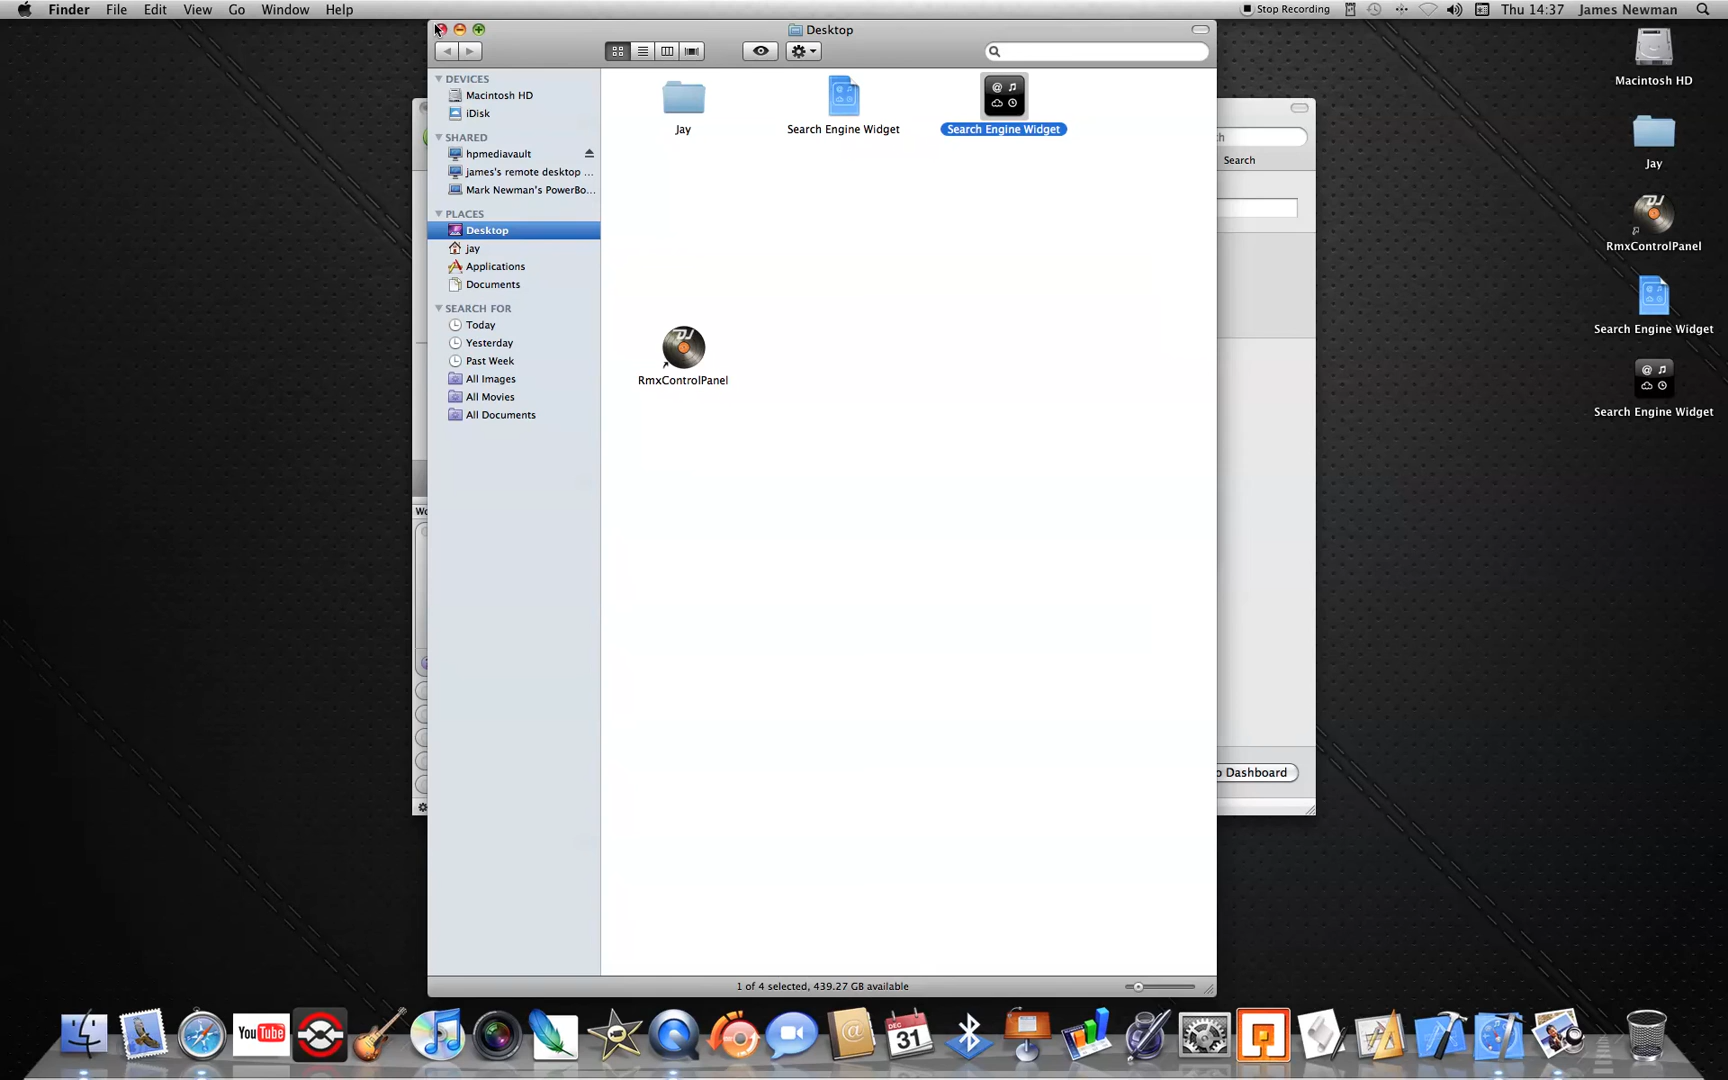 Finder File Edit View Go Window Help
Stop Recording Thu 14:37 James Newman
Desktop
DEVICES
Macintosh HD
iDisk
SHARED
hpmediavault
james's remote desktop ...
Mark Newman's PowerBo...
PLACES
Desktop
jay
Applications
Documents
SEARCH FOR
Today
Yesterday
Past Week
All Images
All Movies
All Documents
Jay
Search Engine Widget
Search Engine Widget
RmxControlPanel
1 of 4 selected, 439.27 GB available
Search
Dashboard
Macintosh HD
Jay
DJ
RmxControlPanel
Search Engine Widget
Search Engine Widget
YouTube
DEC
31